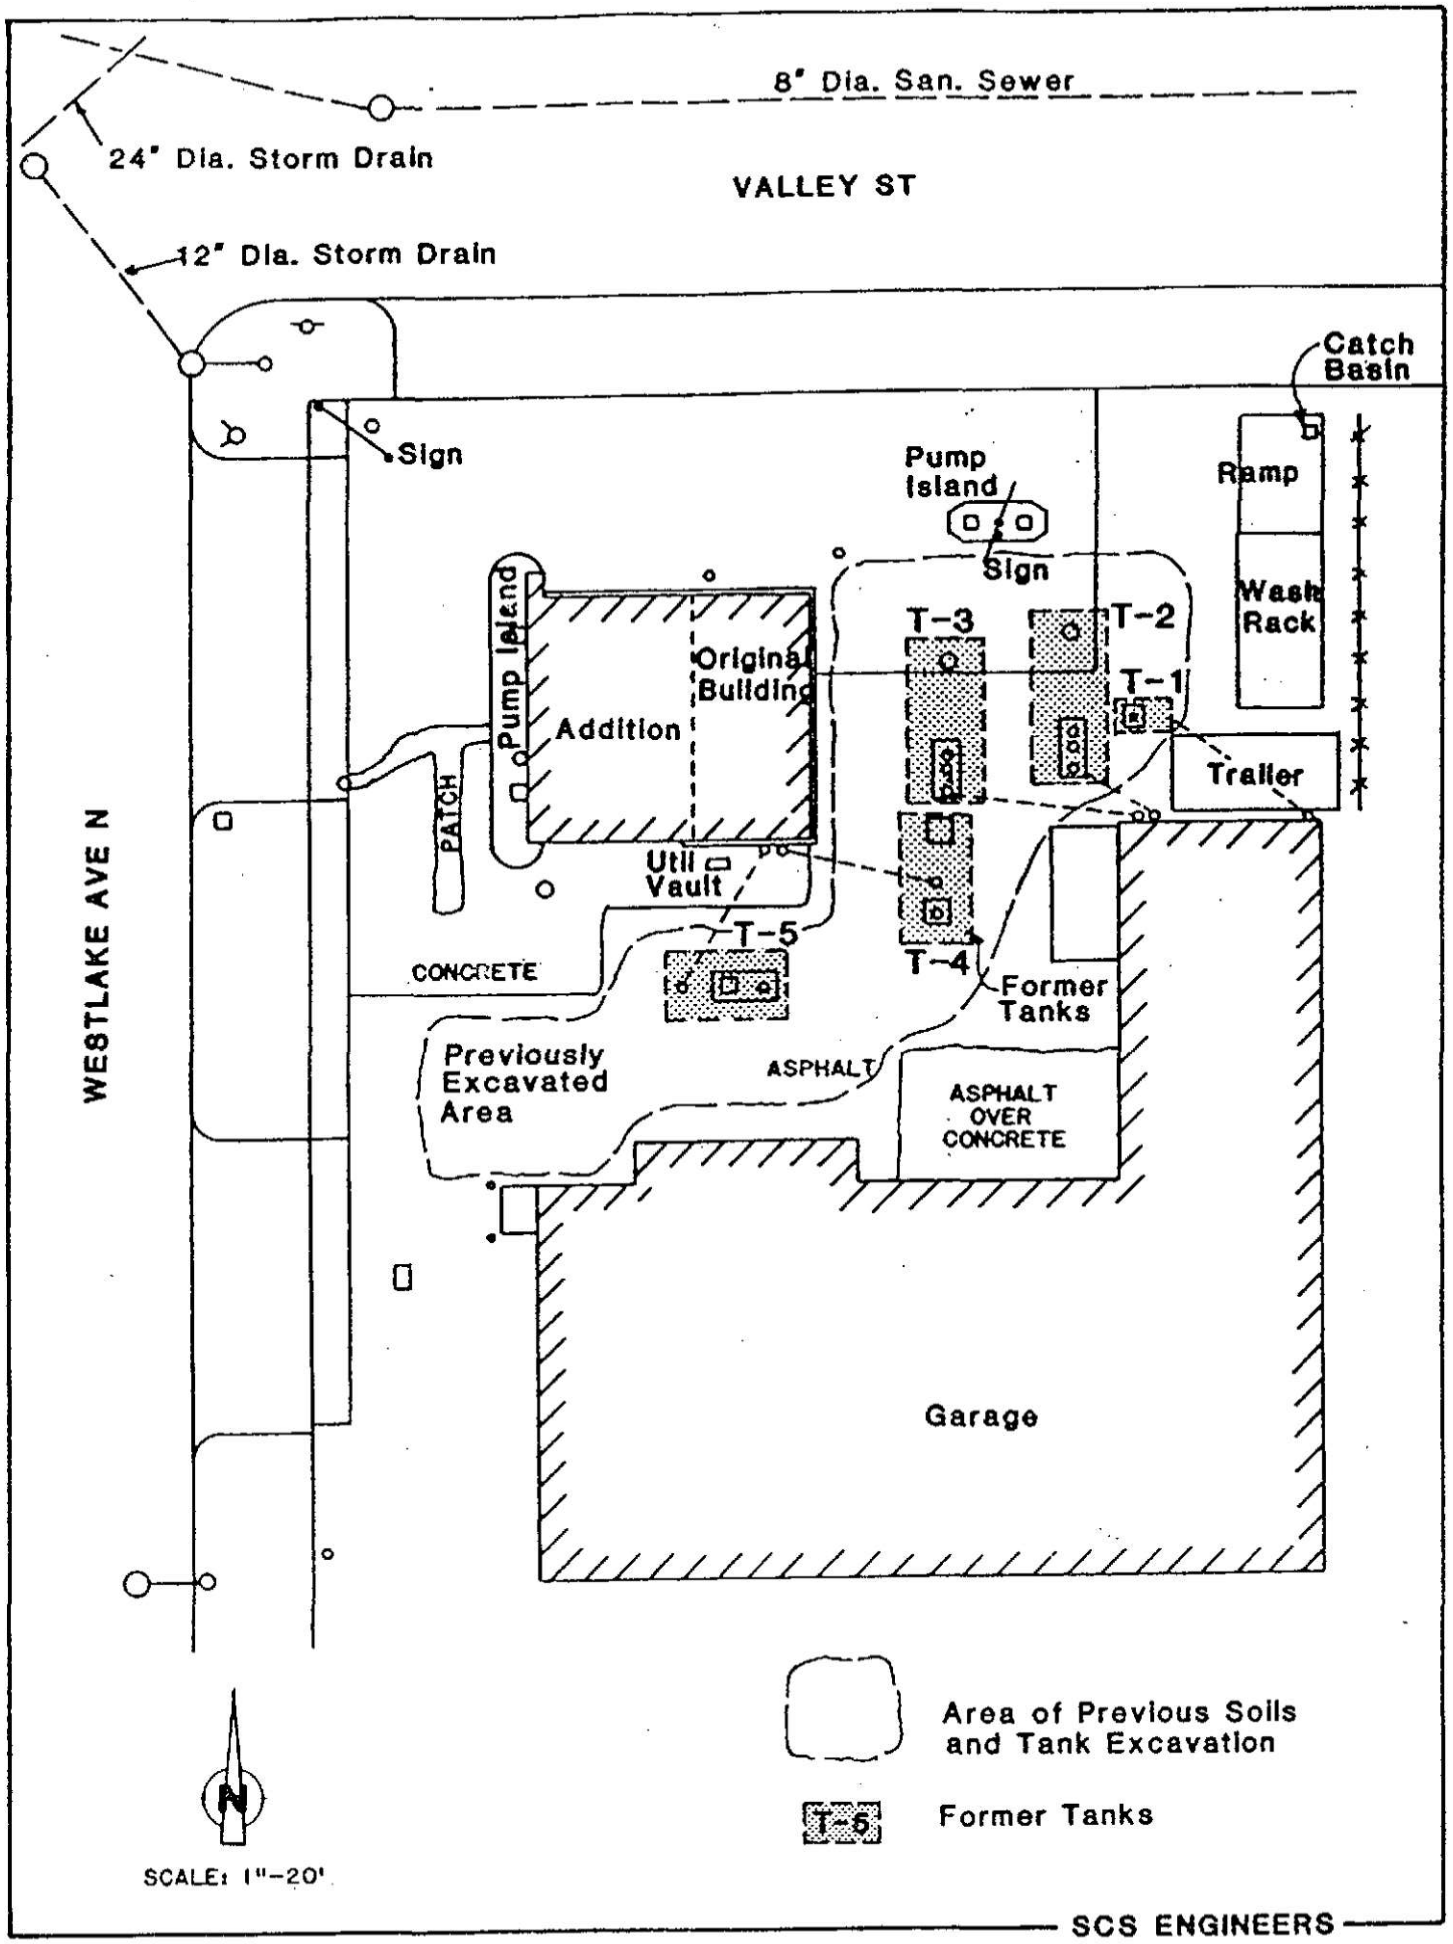 8" Dia. San. Sewer
24" Dia. Storm Drain
VALLEY ST
12" Dia. Storm Drain
Catch
Basin
Sign
Pump
Island
Ramp
Sign
Wash
Rack
Pump Island
T-3
T-2
Original
Building
T-1
Addition
Trailer
PATCH
WESTLAKE AVE N
Util
Vault
T-5
T-4
CONCRETE
Former
Tanks
Previously
Excavated
Area
ASPHALT
ASPHALT
OVER
CONCRETE
Garage
Area of Previous Soils
and Tank Excavation
N
T-5
Former Tanks
SCALE: 1"-20'
SCS ENGINEERS